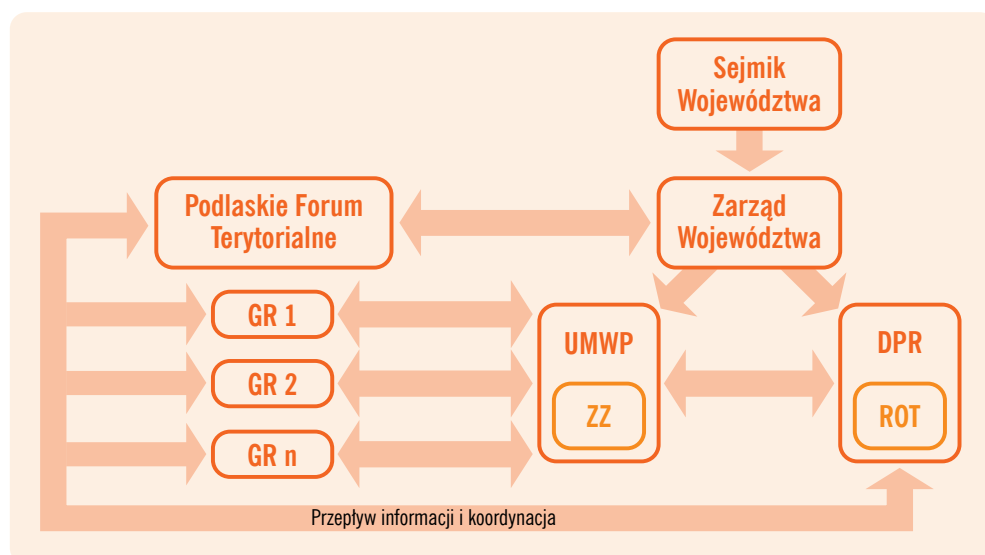 Sejmik
Województwa
Podlaskie Forum
Terytorialne
Zarząd
Województwa
GR 1
GR 2
GR n
UMWP
ZZ
DPR
ROT
Przepływ informacji i koordynacja